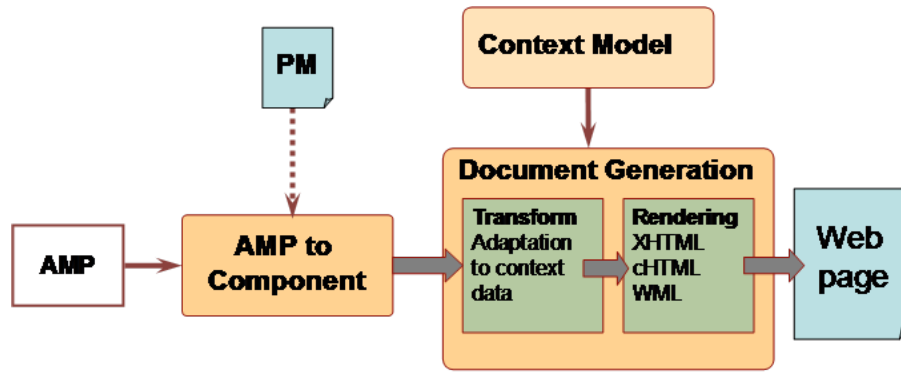 Context Model
PM
Document Generation
AMP
AMP to
Component
Transform
Adaptation
to context
data
Rendering
XHTML
cHTML
WML
Web
page